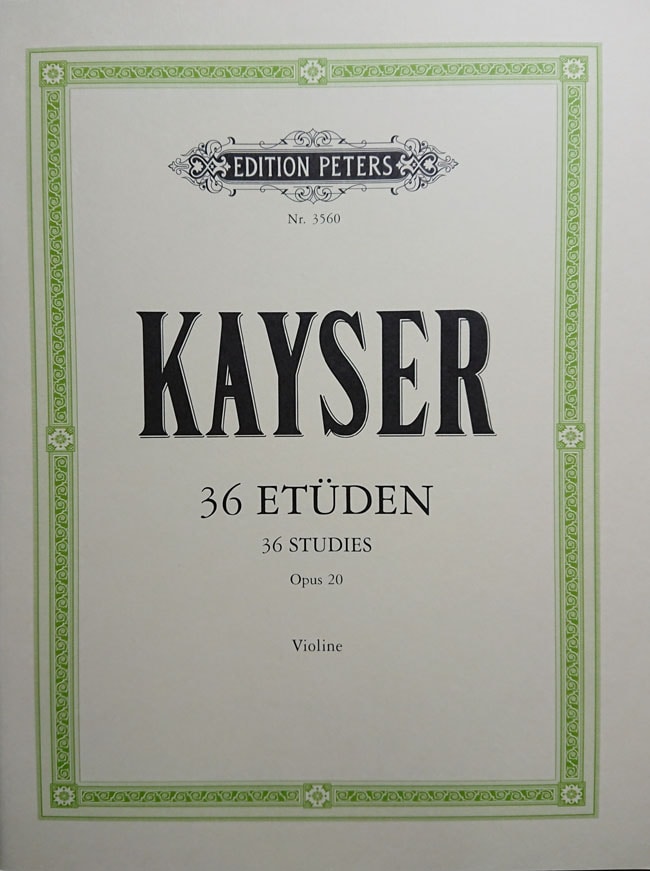 EDITION PETERS
Nr. 3560
KAYSER
36 ETÜDEN
36 STUDIES
Opus 20
Violine